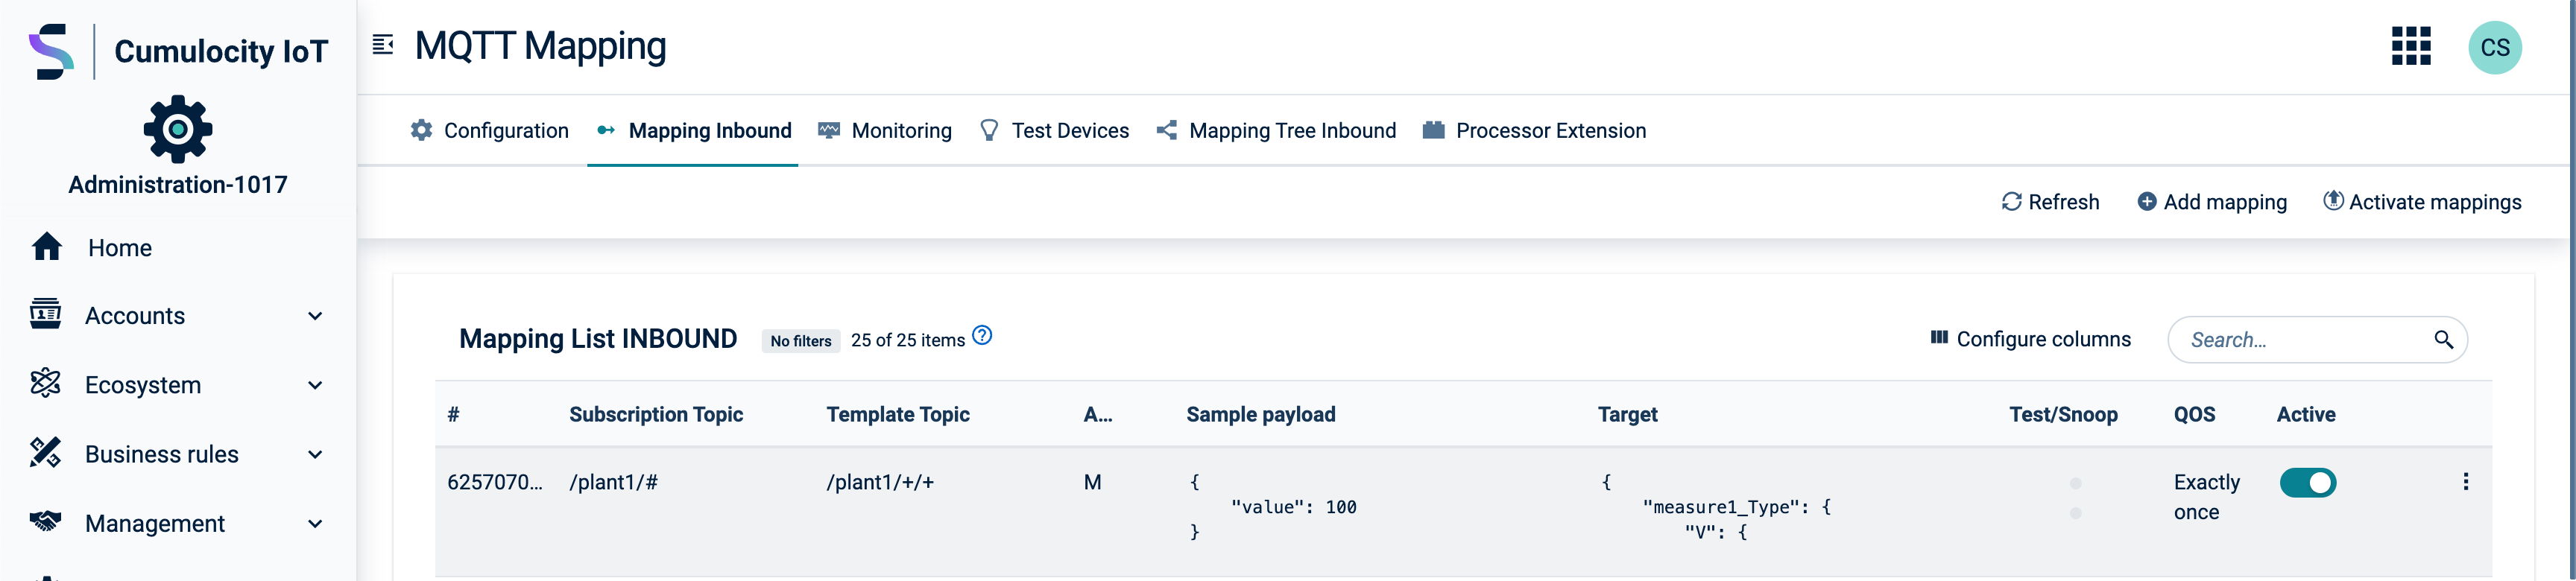 Cumulocity IoT
Administration-1017
Home
Accounts
Ecosystem
Business rules
Management
MQTT Mapping
CS
Configuration
Mapping Inbound
Monitoring
Test Devices
Mapping Tree Inbound
Processor Extension
Refresh
Add mapping
Activate mappings
Mapping List INBOUND
No filters
25 of 25 items
Configure columns
Search...
# Subscription Topic Template Topic A... Sample payload Target Test/Snoop QOS Active
6257070... /plant1/# /plant1/+/+ M
{
"value": 100
}
{
"measure1_Type": {
"V": {
Exactly
once